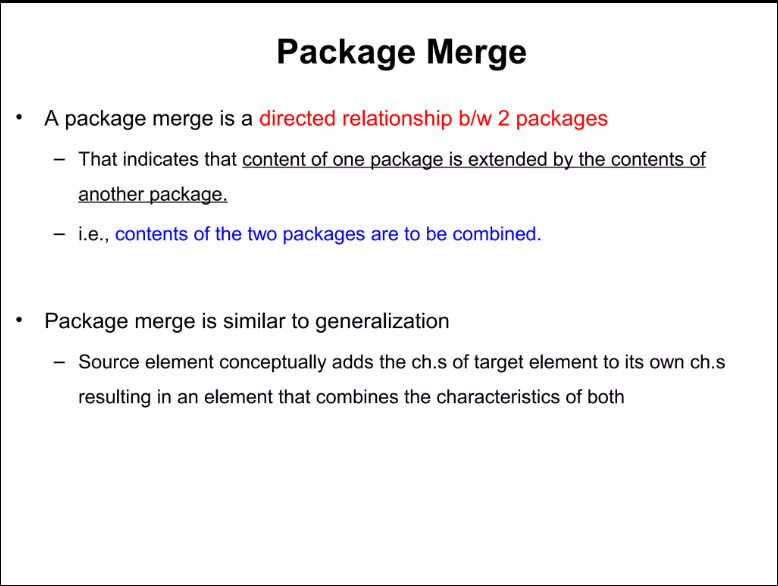 Package Merge
• A package merge is a directed relationship b/w 2 packages
– That indicates that content of one package is extended by the contents of
another package.
– i.e., contents of the two packages are to be combined.
• Package merge is similar to generalization
– Source element conceptually adds the ch.s of target element to its own ch.s
resulting in an element that combines the characteristics of both